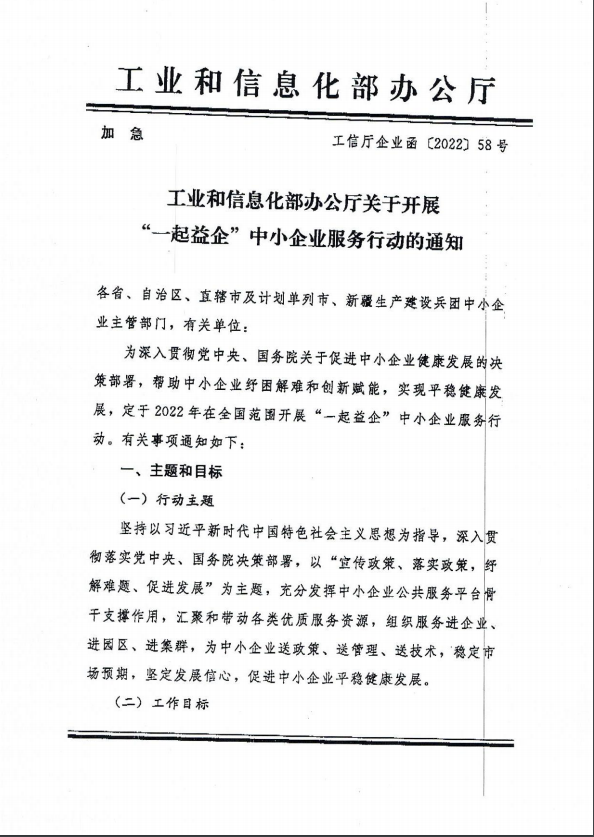 工业和信息化部办公厅
加 急
工信厅企业函〔2022〕58号
工业和信息化部办公厅关于开展
“一起益企”中小企业服务行动的通知
各省、自治区、直辖市及计划单列市、新疆生产建设兵团中小企
业主管部门，有关单位：
为深入贯彻党中央、国务院关于促进中小企业健康发展的决
策部署，帮助中小企业纾困解难和创新赋能，实现平稳健康发
展，定于 2022 年在全国范围开展“一起益企”中小企业服务行
动。有关事项通知如下：
一、主题和目标
（一）行动主题
坚持以习近平新时代中国特色社会主义思想为指导，深入贯
彻落实党中央、国务院决策部署，以“宣传政策、落实政策，纾
解难题、促进发展”为主题，充分发挥中小企业公共服务平台骨
干支撑作用，汇聚和带动各类优质服务资源，组织服务进企业、
进园区、进集群，为中小企业送政策、送管理、送技术，稳定市
场预期，坚定发展信心，促进中小企业平稳健康发展。
（二）工作目标